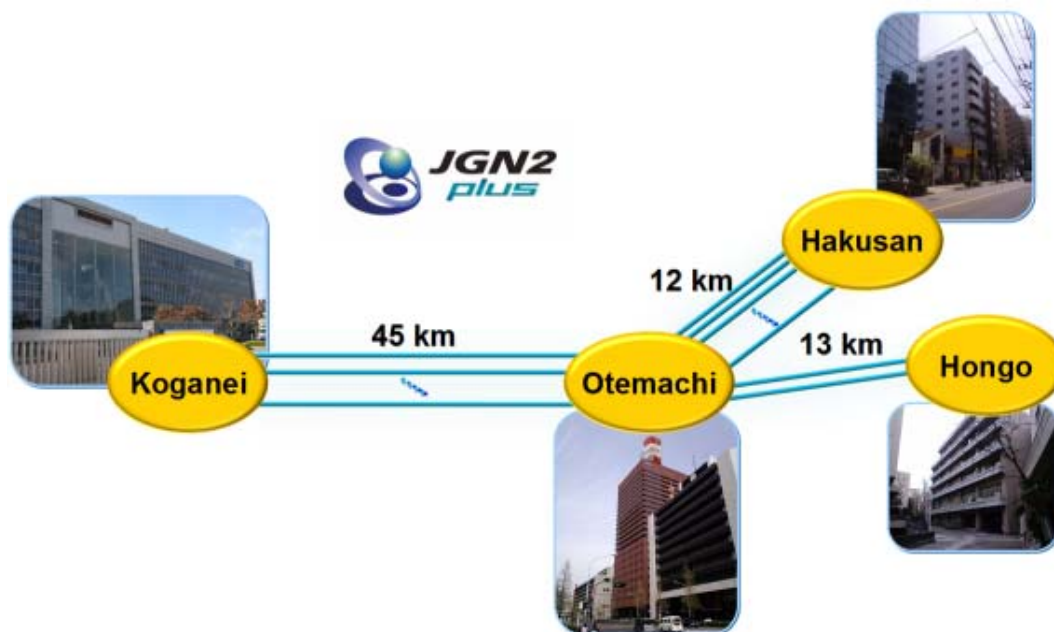 JGN2
plus
Hakusan
12 km
45 km
13 km
Koganei
Otemachi
Hongo